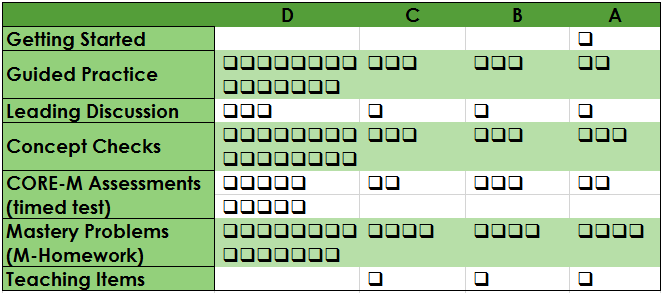 D C B A
Getting Started ❑
Guided Practice ❑❑❑❑❑❑❑❑ ❑❑❑ ❑❑❑ ❑❑
❑❑❑❑❑❑❑
Leading Discussion ❑❑❑ ❑ ❑ ❑
Concept Checks ❑❑❑❑❑❑❑❑ ❑❑❑ ❑❑❑ ❑❑❑
❑❑❑❑❑❑❑❑
CORE-M Assessments ❑❑❑❑❑ ❑❑ ❑❑❑ ❑❑
(timed test) ❑❑❑❑❑
Mastery Problems ❑❑❑❑❑❑❑❑ ❑❑❑❑ ❑❑❑❑ ❑❑❑❑
(M-Homework) ❑❑❑❑❑❑❑
Teaching Items ❑ ❑ ❑